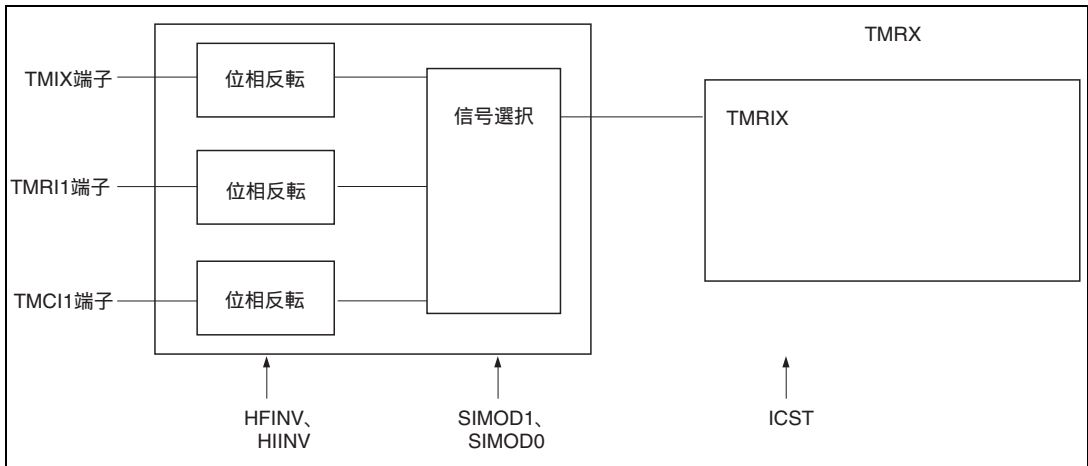 TMRX
TMIX端子
位相反転
信号選択
TMRIX
TMRI1端子
位相反転
TMCI1端子
位相反転
HFINV、
HIINV
SIMOD1、
SIMOD0
ICST